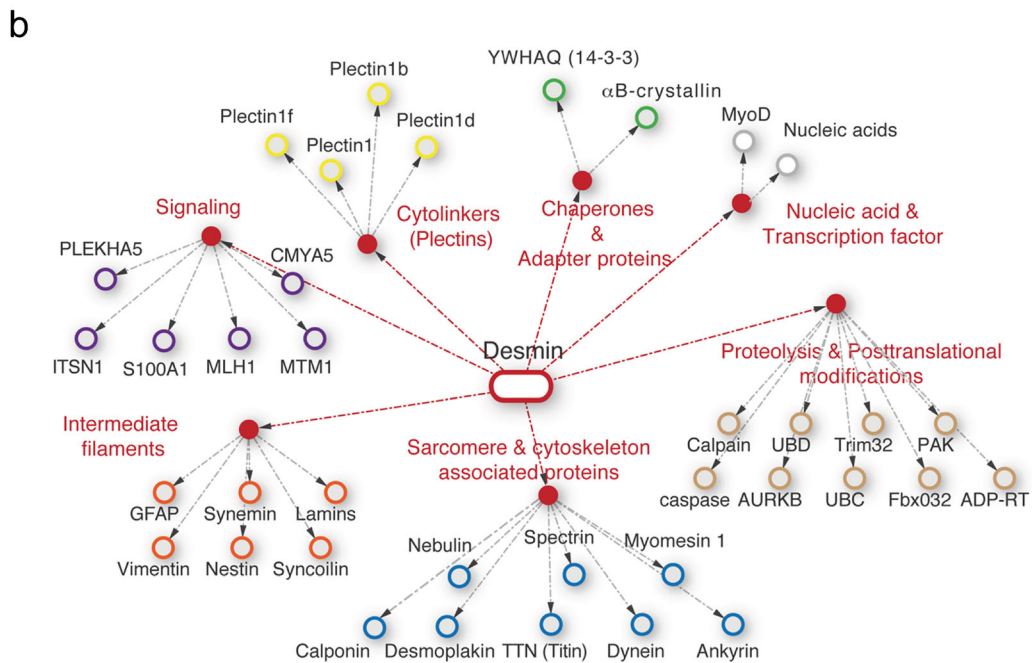 b
YWHAQ (14-3-3)
Plectin1b
αB-crystallin
Plectin1f
Plectin1d
MyoD
Nucleic acids
Plectin1
Signaling
Cytolinkers
(Plectins)
Chaperones
&
Adapter proteins
Nucleic acid &
Transcription factor
PLEKHA5
CMYA5
ITSN1
S100A1
MLH1
MTM1
Desmin
Proteolysis & Posttranslational
modifications
Intermediate
filaments
Sarcomere & cytoskeleton
associated proteins
Calpain
UBD
Trim32
PAK
caspase
AURKB
UBC
Fbx032
ADP-RT
GFAP
Synemin
Lamins
Vimentin
Nestin
Syncoilin
Nebulin
Spectrin
Myomesin 1
Calponin
Desmoplakin
TTN (Titin)
Dynein
Ankyrin